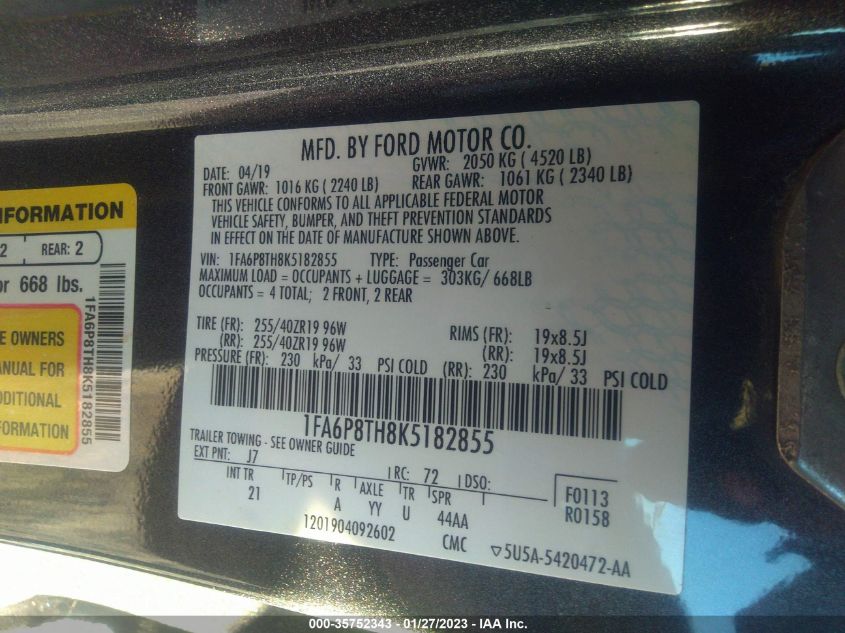 MFD. BY FORD MOTOR CO.
DATE: 04/19 GVWR: 2050 KG ( 4520 LB)
FRONT GAWR: 1016 KG ( 2240 LB) REAR GAWR: 1061 KG ( 2340 LB)
THIS VEHICLE CONFORMS TO ALL APPLICABLE FEDERAL MOTOR
VEHICLE SAFETY, BUMPER, AND THEFT PREVENTION STANDARDS
IN EFFECT ON THE DATE OF MANUFACTURE SHOWN ABOVE.
VIN: 1FA6P8TH8K5182855 TYPE: Passenger Car
MAXIMUM LOAD = OCCUPANTS + LUGGAGE = 303KG/ 668LB
OCCUPANTS = 4 TOTAL; 2 FRONT, 2 REAR
TIRE (FR): 255/40ZR19 96W RIMS (FR): 19x8.5J
(RR): 255/40ZR19 96W (RR): 19x8.5J
PRESSURE (FR): 230 kPa/ 33 PSI COLD (RR): 230 kPa/ 33 PSI COLD
1FA6P8TH8K5182855
TRAILER TOWING - SEE OWNER GUIDE
EXT PNT: J7 RC: 72 DSO:
INT TR TP/PS R AXLE TR SPR F0113
21 A YY U 44AA R0158
1201904092602 CMC ▽5U5A-5420472-AA
INFORMATION
2 REAR: 2
or 668 lbs.
1FA6P8TH8K5182855
E OWNERS
MANUAL FOR
ADDITIONAL
INFORMATION
000-35752343 - 01/27/2023 - IAA Inc.